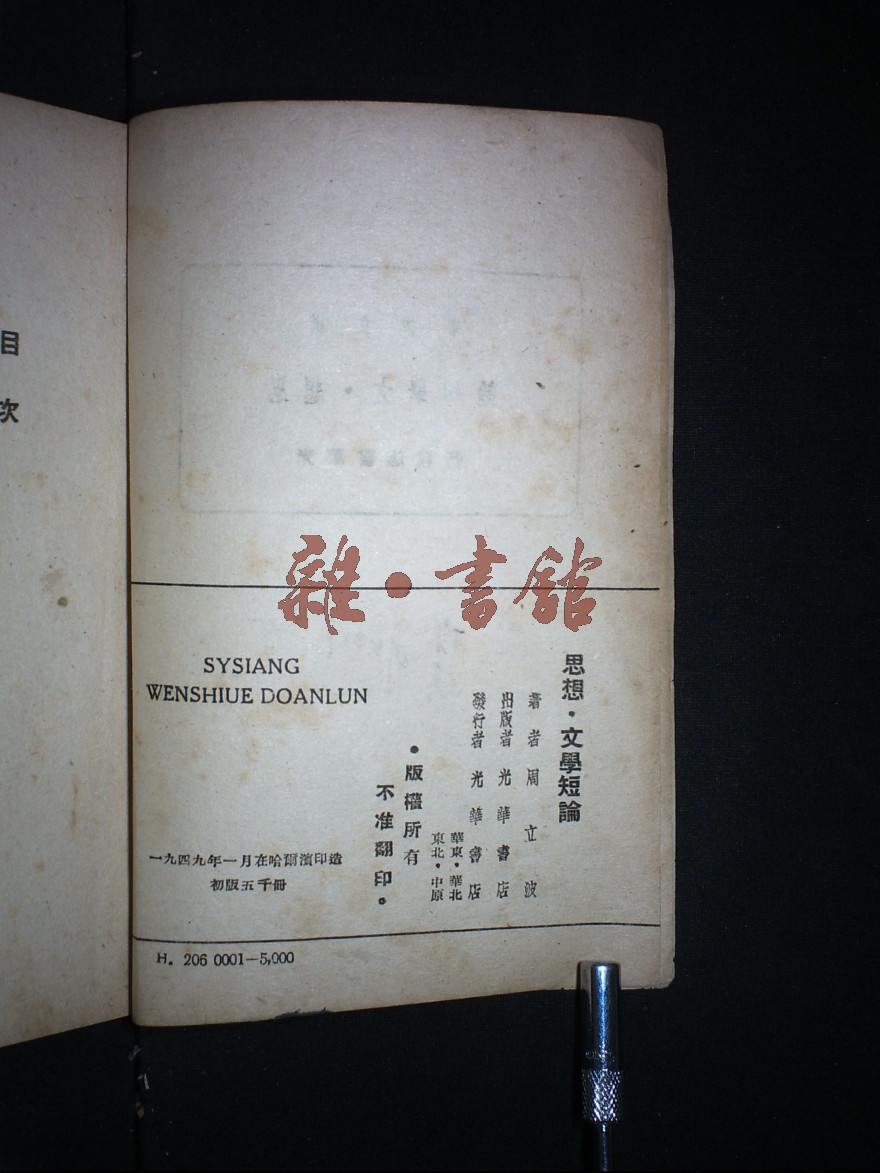 目
次
雜·書館
思想·文學短論
著者 周立波
出版者 光華書店
發行者 光華書店
華東·華北
東北·中原
·版權所有
不准翻印·
SYSIANG
WENSHIUE DOANLUN
一九四九年一月在哈爾濱印造
初版五千冊
H. 206 0001—5,000